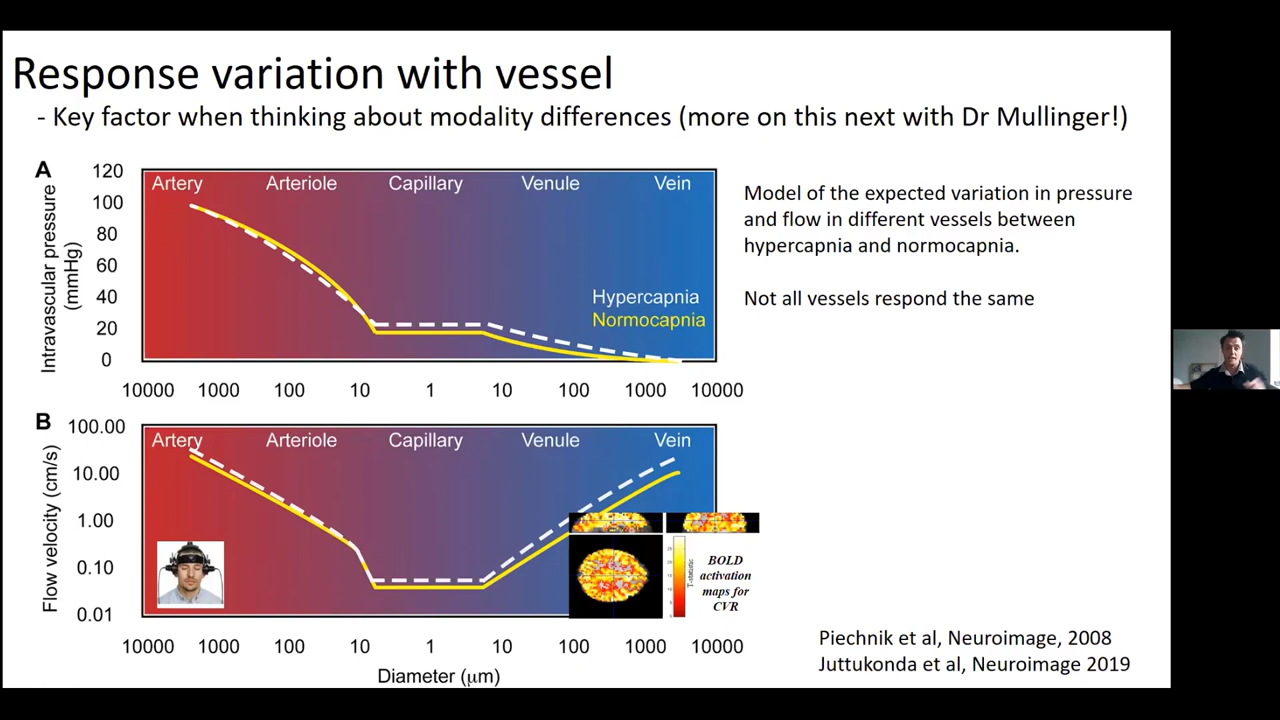 Response variation with vessel
- Key factor when thinking about modality differences (more on this next with Dr Mullinger!)
A
Intravascular pressure
(mmHg)
120
100
80
60
40
20
0
Artery Arteriole Capillary Venule Vein
Hypercapnia
Normocapnia
10000 1000 100 10 1 10 100 1000 10000
Model of the expected variation in pressure
and flow in different vessels between
hypercapnia and normocapnia.
Not all vessels respond the same
B
Flow velocity (cm/s)
100.00
10.00
1.00
0.10
0.01
Artery Arteriole Capillary Venule Vein
T-statistic
BOLD
activation
maps for
CVR
10000 1000 100 10 1 10 100 1000 10000
Diameter (μm)
Piechnik et al, Neuroimage, 2008
Juttukonda et al, Neuroimage 2019